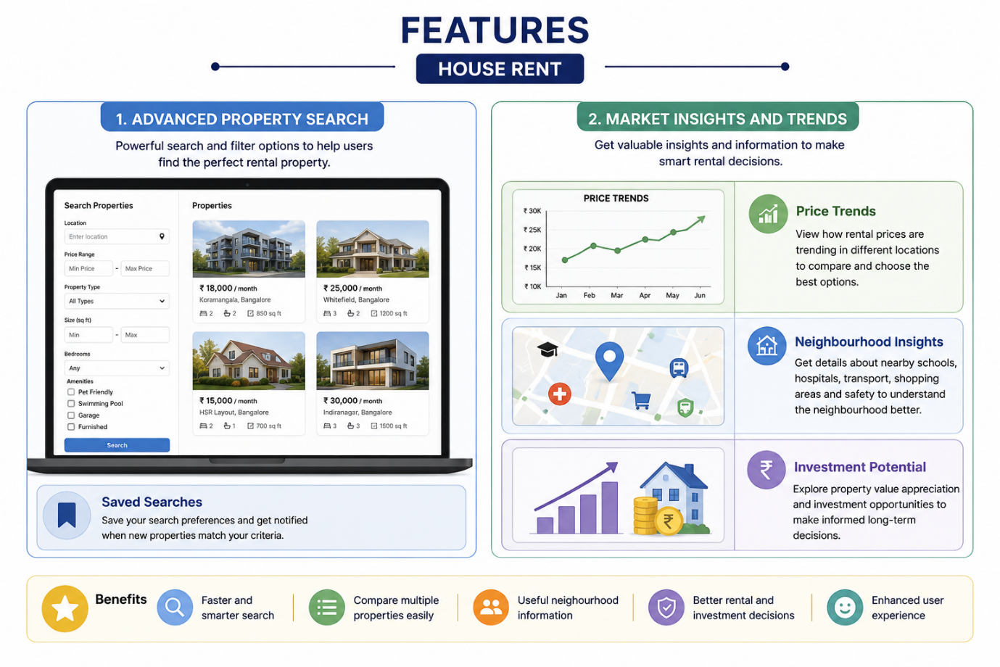 FEATURES
HOUSE RENT
1. ADVANCED PROPERTY SEARCH
Powerful search and filter options to help users
find the perfect rental property.
Search Properties
Location
Enter location
Price Range
Min Price - Max Price
Property Type
All Types
Size (sq ft)
Min - Max
Bedrooms
Any
Amenities
Pet Friendly
Swimming Pool
Garage
Furnished
Search
Properties
₹ 18,000 / month
Koramangala, Bangalore
2 2 850 sq ft
₹ 25,000 / month
Whitefield, Bangalore
3 2 1200 sq ft
₹ 15,000 / month
HSR Layout, Bangalore
2 1 700 sq ft
₹ 30,000 / month
Indiranagar, Bangalore
3 3 1500 sq ft
Saved Searches
Save your search preferences and get notified
when new properties match your criteria.
2. MARKET INSIGHTS AND TRENDS
Get valuable insights and information to make
smart rental decisions.
PRICE TRENDS
₹ 30K
₹ 25K
₹ 20K
₹ 15K
₹ 10K
Jan Feb Mar Apr May Jun
Price Trends
View how rental prices are
trending in different locations
to compare and choose the
best options.
Neighbourhood Insights
Get details about nearby schools,
hospitals, transport, shopping
areas and safety to understand
the neighbourhood better.
₹
Investment Potential
Explore property value appreciation
and investment opportunities to
make informed long-term
decisions.
₹
Benefits
Faster and
smarter search
Compare multiple
properties easily
Useful neighourhood
information
Better rental and
investment decisions
Enhanced user
experience